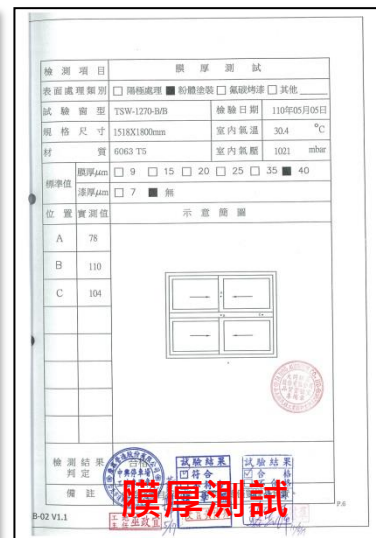 檢測項目 膜厚測試
表面處理類別 □ 陽極處理 ■ 粉體塗裝 □ 氟碳烤漆 □ 其他
試驗窗型 TSW-1270-B/B 檢驗日期 110年05月05日
規格尺寸 1518X1800mm 室內氣溫 30.4 °C
材質 6063 T5 室內氣壓 1021 mbar
標準值 膜厚μm □ 9 □ 15 □ 20 □ 25 □ 35 ■ 40
漆厚μm □ 7 ■ 無
位置 實測值 示意簡圖
A 78
B 110
C 104
檢測結果判定 合格
試驗結果
符合
試驗結果
合格
備註
膜厚測試
P.6
B-02 V1.1